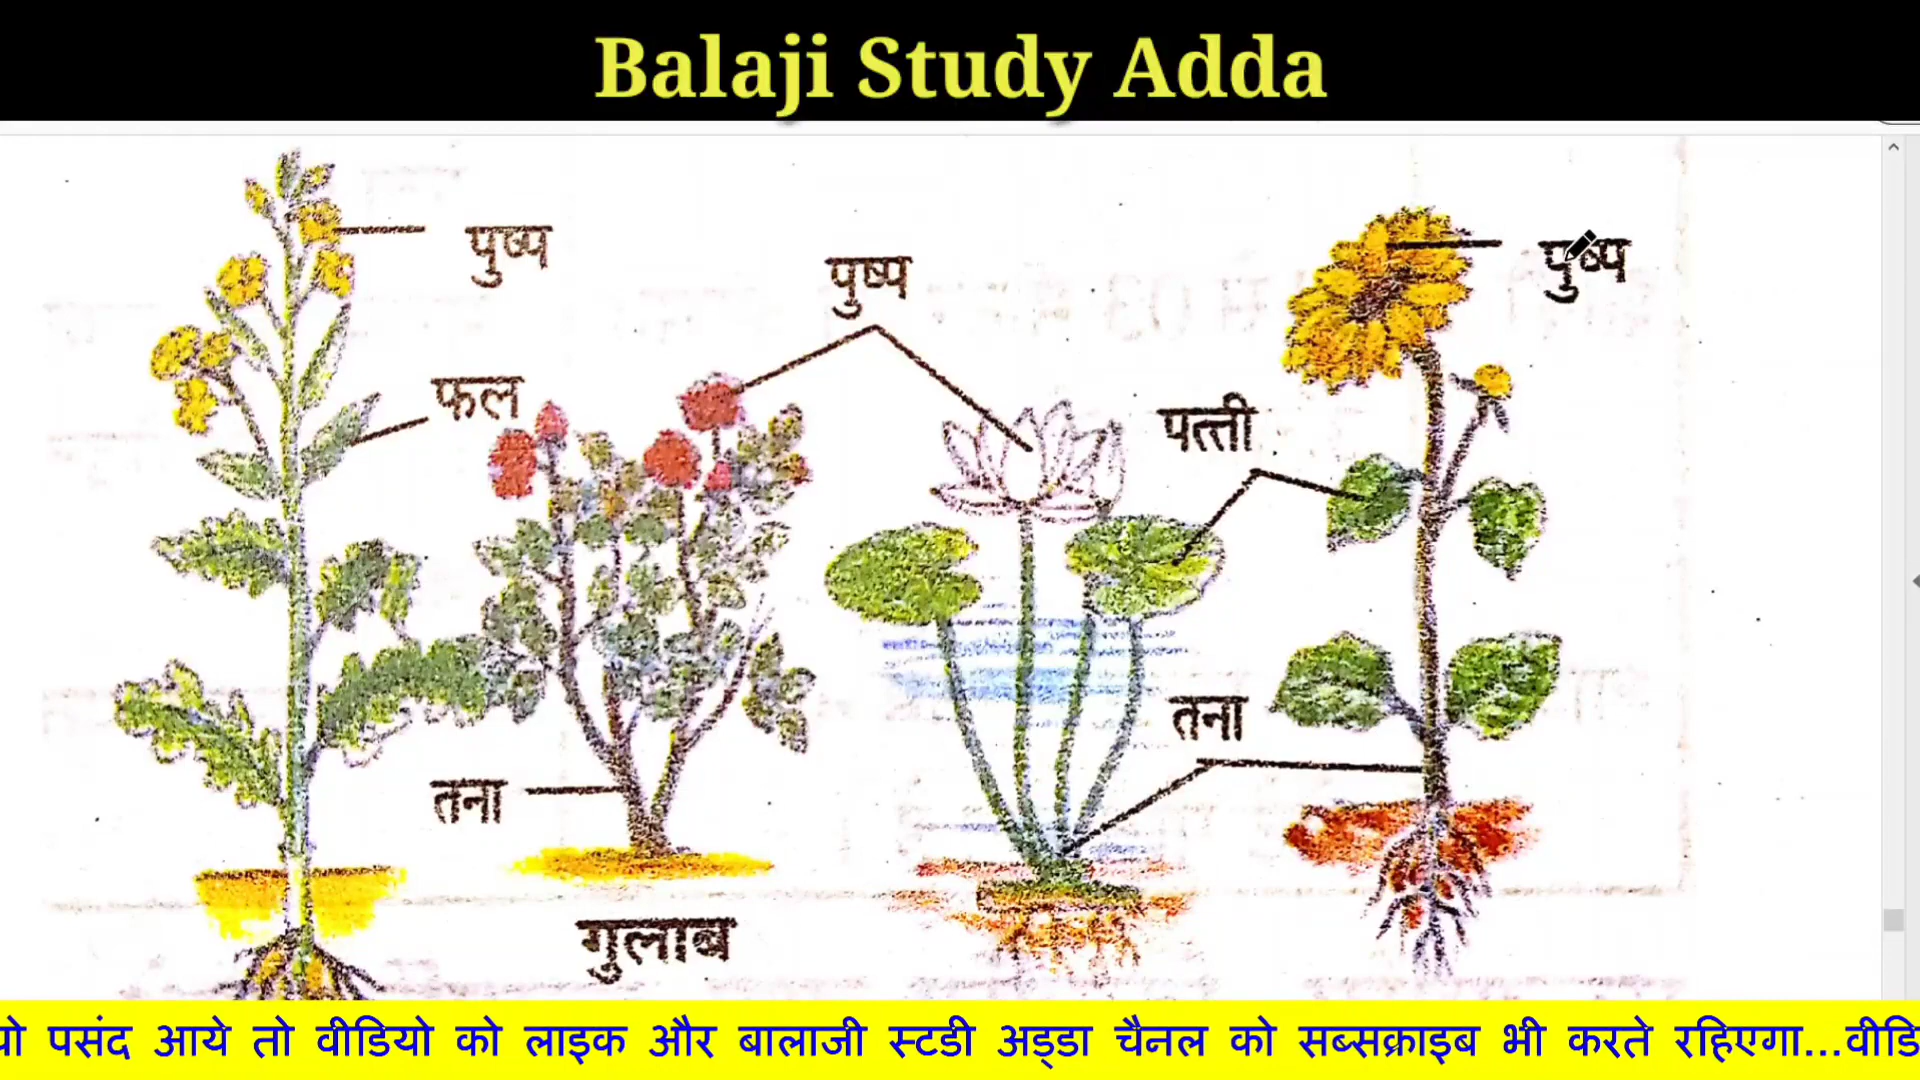 Balaji Study Adda
पुष्प
पुष्प
पुष्प
फल
पत्ती
तना
तना
गुलाब
यो पसंद आये तो वीडियो को लाइक और बालाजी स्टडी अड्डा चैनल को सब्सक्राइब भी करते रहिएगा...वीडि